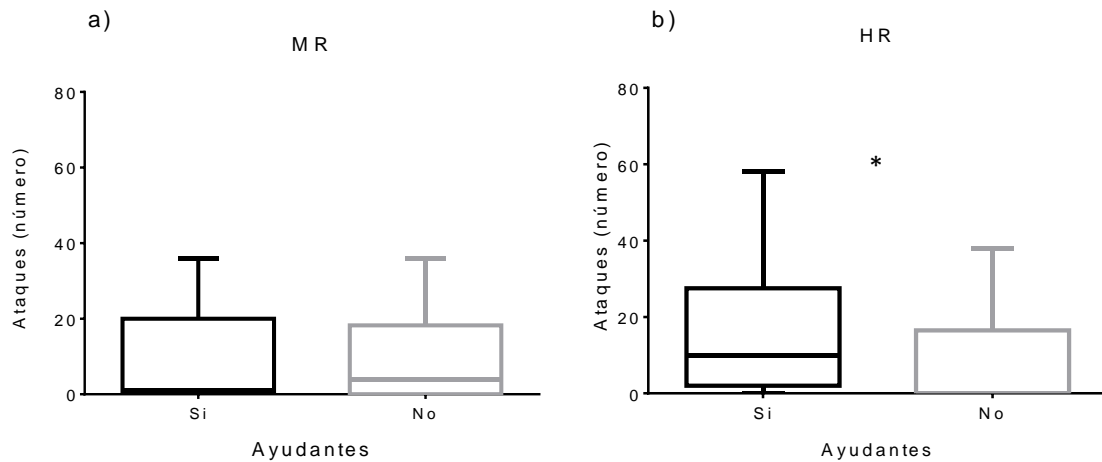 a)
MR
80
60
40
20
0
Ataques (número)
Si
No
Ayudantes
b)
HR
80
60
40
20
0
Ataques (número)
*
Si
No
Ayudantes